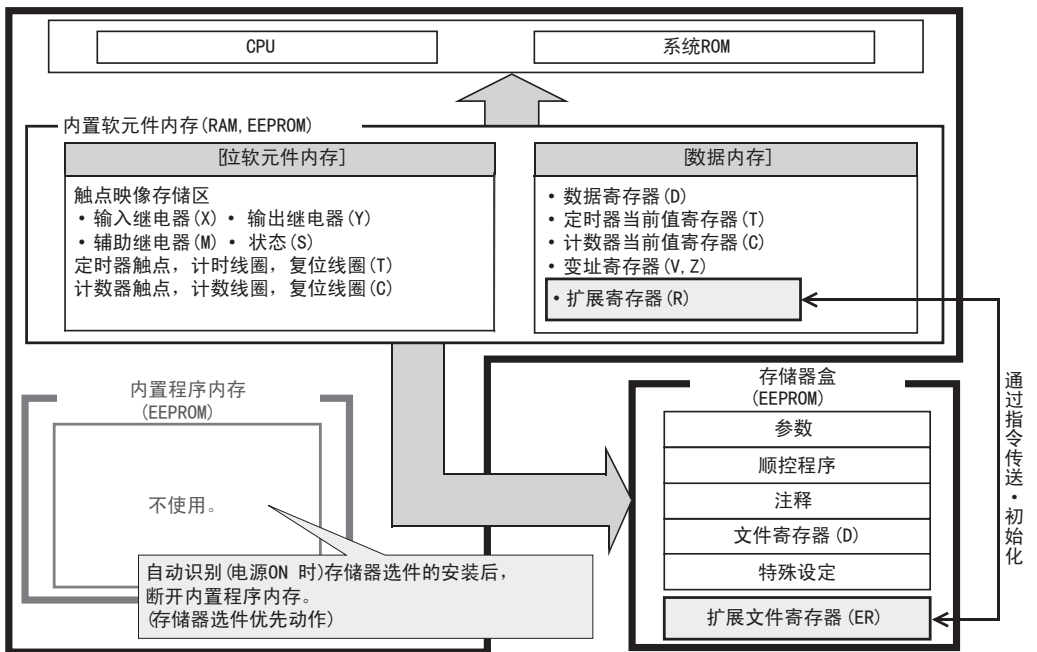 CPU
系统ROM
内置软元件内存(RAM,EEPROM)
[位软元件内存]
触点映像存储区
• 输入继电器(X) • 输出继电器(Y)
• 辅助继电器(M) • 状态(S)
定时器触点，计时线圈，复位线圈(T)
计数器触点，计数线圈，复位线圈(C)
[数据内存]
• 数据寄存器(D)
• 定时器当前值寄存器(T)
• 计数器当前值寄存器(C)
• 变址寄存器(V,Z)
• 扩展寄存器(R)
内置程序内存
(EEPROM)
不使用。
自动识别(电源ON 时)存储器选件的安装后，
断开内置程序内存。
(存储器选件优先动作)
存储器盒
(EEPROM)
参数
顺控程序
注释
文件寄存器(D)
特殊设定
扩展文件寄存器(ER)
通过指令传送・初始化